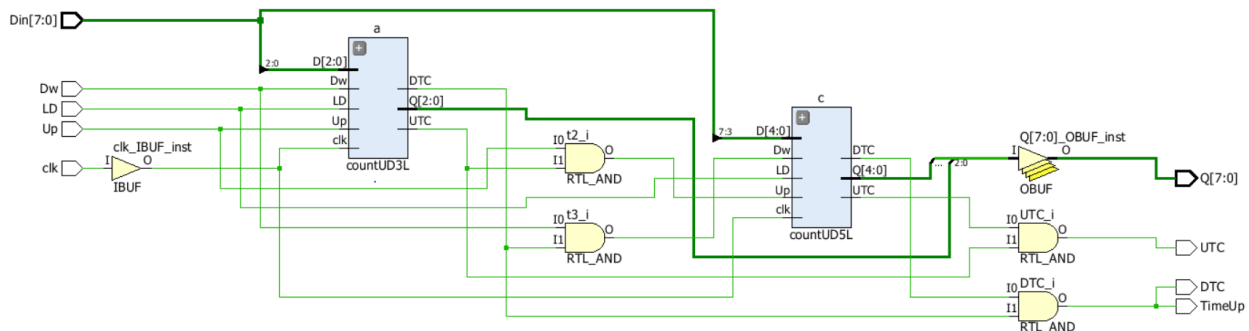 Din[7:0]
Dw
LD
Up
clk
clk_IBUF_inst
I
O
IBUF
a
+
2:0
D[2:0]
Dw
LD
Up
clk
DTC
Q[2:0]
UTC
countUD3L
t2_i
I0
I1
O
RTL_AND
t3_i
I0
I1
O
RTL_AND
c
+
7:3
D[4:0]
Dw
LD
Up
clk
DTC
Q[4:0]
UTC
countUD5L
...
2:0
Q[7:0]_OBUF_inst
I
O
OBUF
Q[7:0]
UTC_i
I0
I1
O
RTL_AND
UTC
DTC_i
I0
I1
O
RTL_AND
DTC
TimeUp